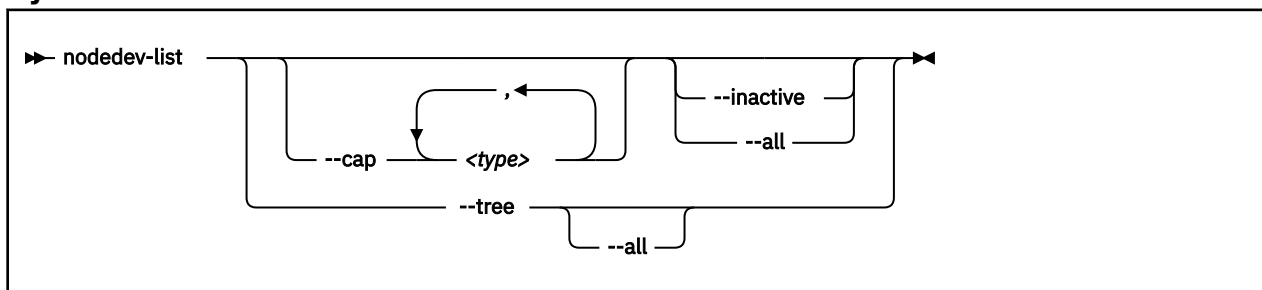 nodedev-list
,
--inactive
--all
--cap <type>
--tree
--all